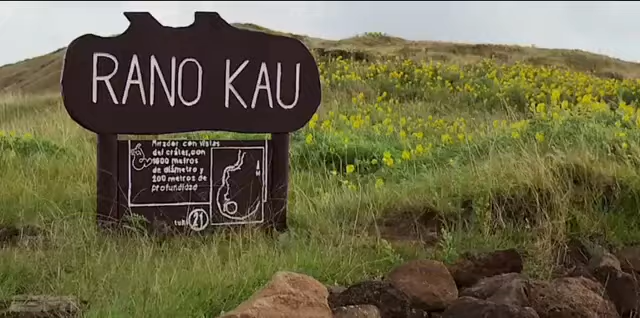 RANO KAU
Mirador con vistas
del cráter, con
1600 metros
de diámetro y
200 metros de
profundidad
21